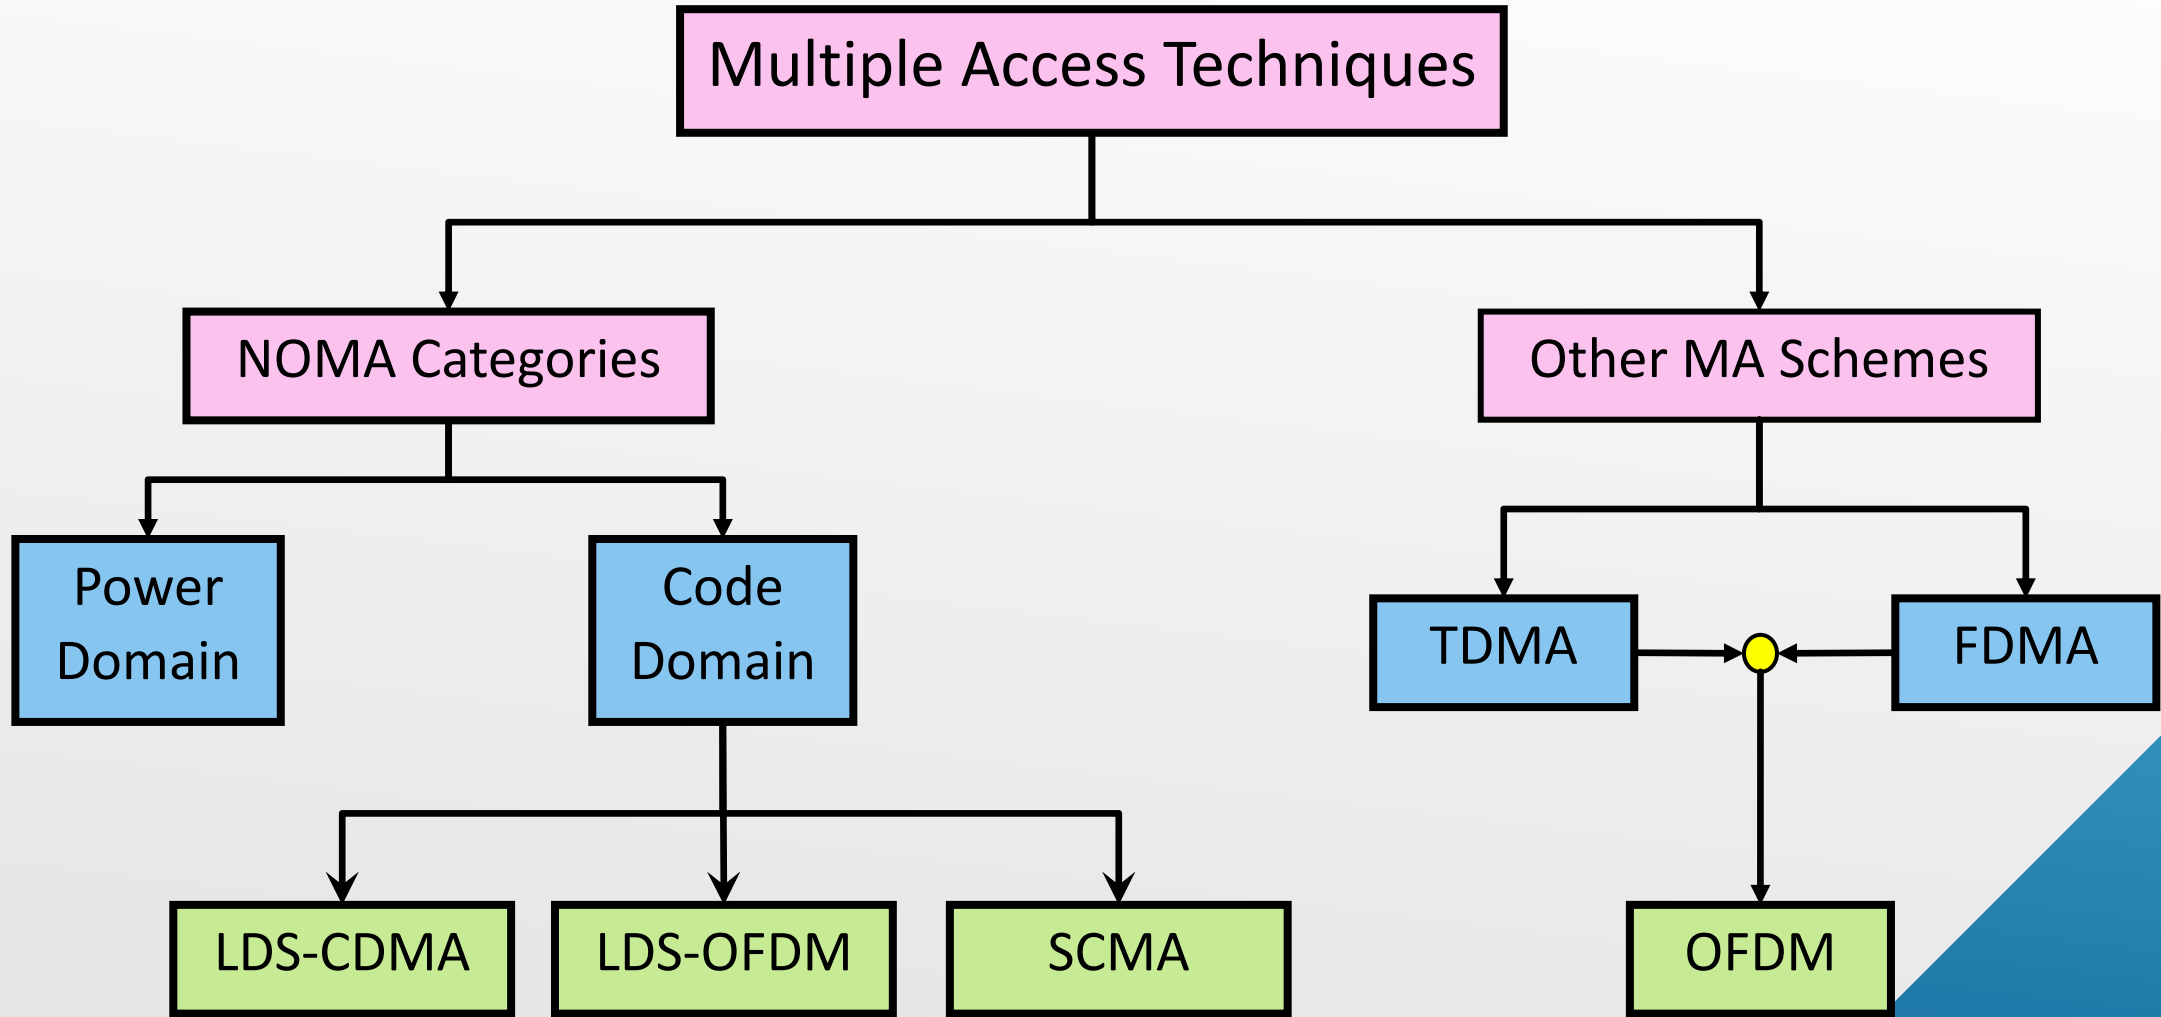 Multiple Access Techniques
NOMA Categories
Other MA Schemes
Power
Domain
Code
Domain
TDMA
FDMA
LDS-CDMA
LDS-OFDM
SCMA
OFDM